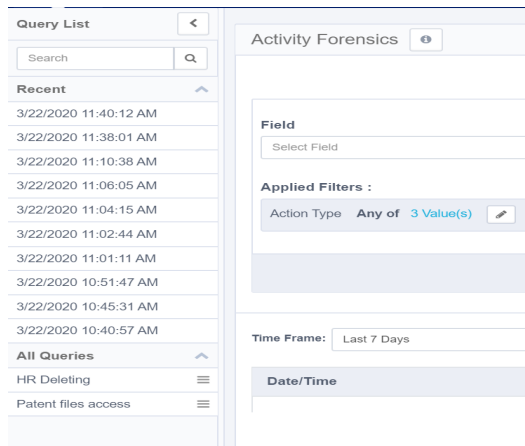 Query List
Search
Recent
3/22/2020 11:40:12 AM
3/22/2020 11:38:01 AM
3/22/2020 11:10:38 AM
3/22/2020 11:06:05 AM
3/22/2020 11:04:15 AM
3/22/2020 11:02:44 AM
3/22/2020 11:01:11 AM
3/22/2020 10:51:47 AM
3/22/2020 10:45:31 AM
3/22/2020 10:40:57 AM
All Queries
HR Deleting
Patent files access
Activity Forensics
Field
Select Field
Applied Filters :
Action Type Any of 3 Value(s)
Time Frame: Last 7 Days
Date/Time